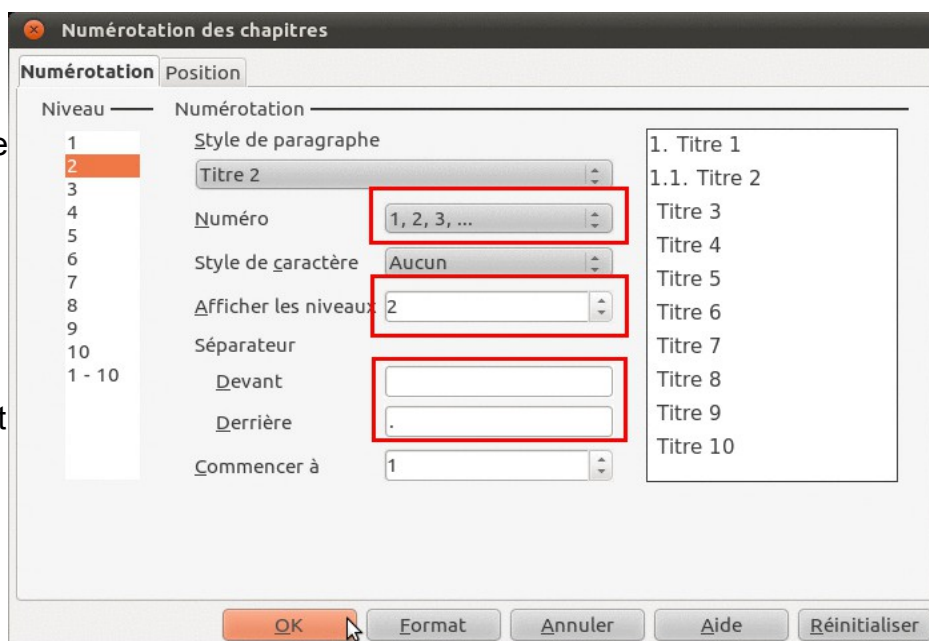 Numérotation des chapitres
Numérotation Position
Niveau
1
2
3
4
5
6
7
8
9
10
1 - 10
Numérotation
Style de paragraphe
Titre 2
Numéro 1, 2, 3, ...
Style de caractère Aucun
Afficher les niveaux 2
Séparateur
Devant
Derrière .
Commencer à 1
1. Titre 1
1.1. Titre 2
Titre 3
Titre 4
Titre 5
Titre 6
Titre 7
Titre 8
Titre 9
Titre 10
e
t
OK Format Annuler Aide Réinitialiser